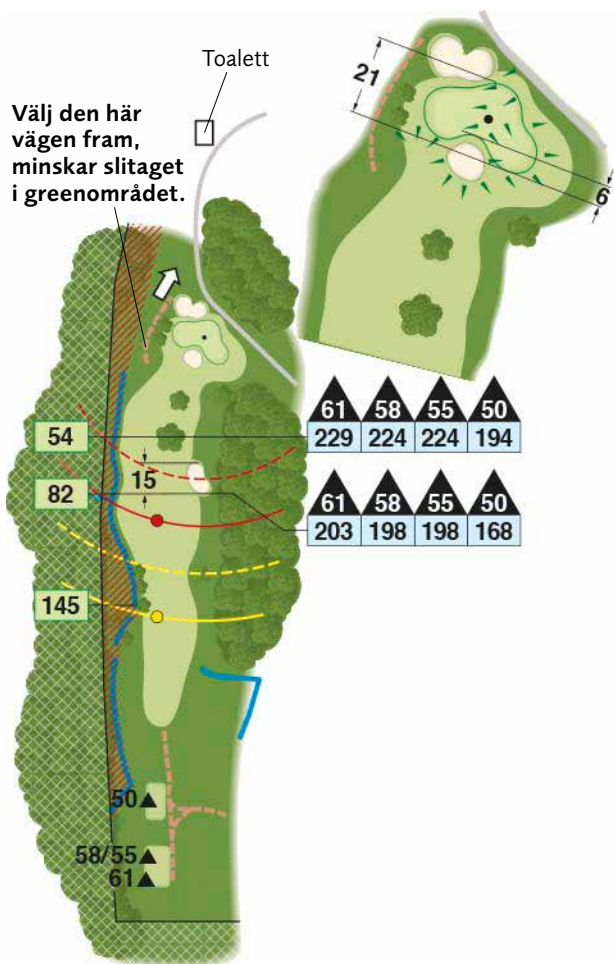 Toalett
Välj den här
vägen fram,
minskar slitaget
i greenområdet.
21
6
54
61 58 55 50
229 224 224 194
15
82
61 58 55 50
203 198 198 168
145
50
58/55
61